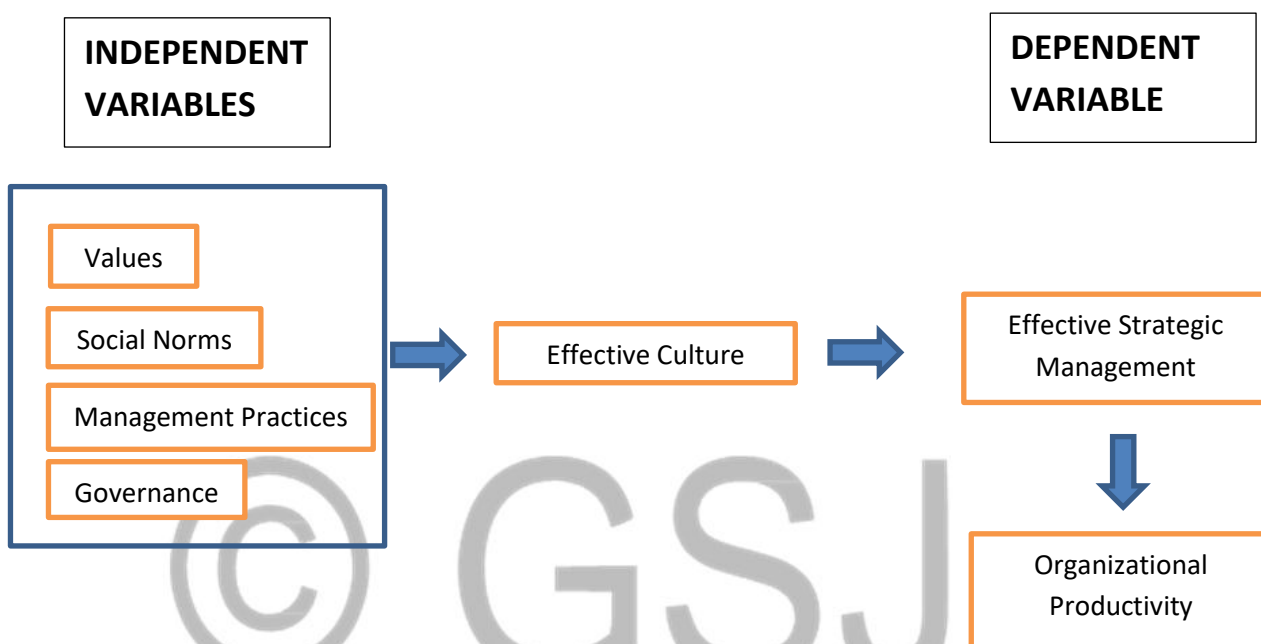 INDEPENDENT
VARIABLES
DEPENDENT
VARIABLE
Values
Social Norms
Management Practices
Governance
Effective Culture
Effective Strategic
Management
Organizational
Productivity
© GSJ